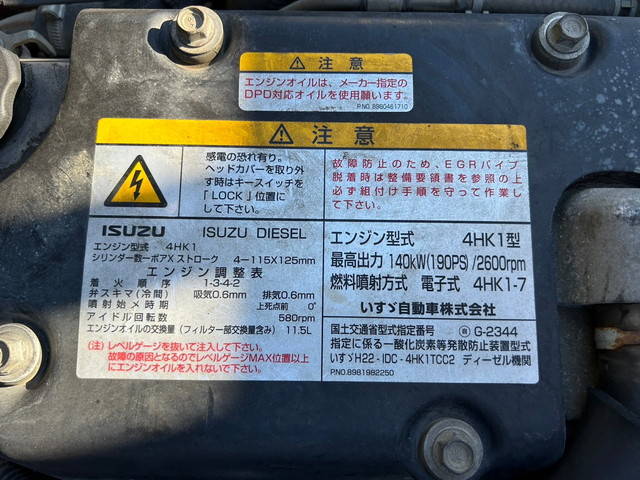 ⚠ 注意
エンジンオイルは、メーカー指定の
DPD対応オイルを使用願います。
P.NO.8980461710
⚠ 注意
感電の恐れ有り。
ヘッドカバーを取り外
す時はキースイッチを
「LOCK」位置に
して下さい。
故障防止のため、EGRパイプ
脱着時は整備要領書を参照の上
必ず組付け手順を守って作業し
て下さい。
ISUZU ISUZU DIESEL
エンジン型式 4HK1
シリンダー数−ボアXストローク 4−115X125mm
エンジン調整表
着火順序 1-3-4-2
弁スキマ(冷間) 吸気0.6mm 排気0.6mm
噴射始メ時期 上死点前 0°
アイドル回転数 580rpm
エンジンオイルの交換量(フィルター部交換量含み) 11.5L
(注)レベルゲージを抜いて注入して下さい。
故障の原因となるのでレベルゲージMAX位置以上
にエンジンオイルを入れないで下さい。
エンジン型式 4HK1型
最高出力 140kW(190PS)/2600rpm
燃料噴射方式 電子式 4HK1-7
いすゞ自動車株式会社
国土交通省型式指定番号 G-2344
指定に係る一酸化炭素等発散防止装置型式
いすゞH22-IDC-4HK1TCC2 ディーゼル機関
P.NO.8981982250